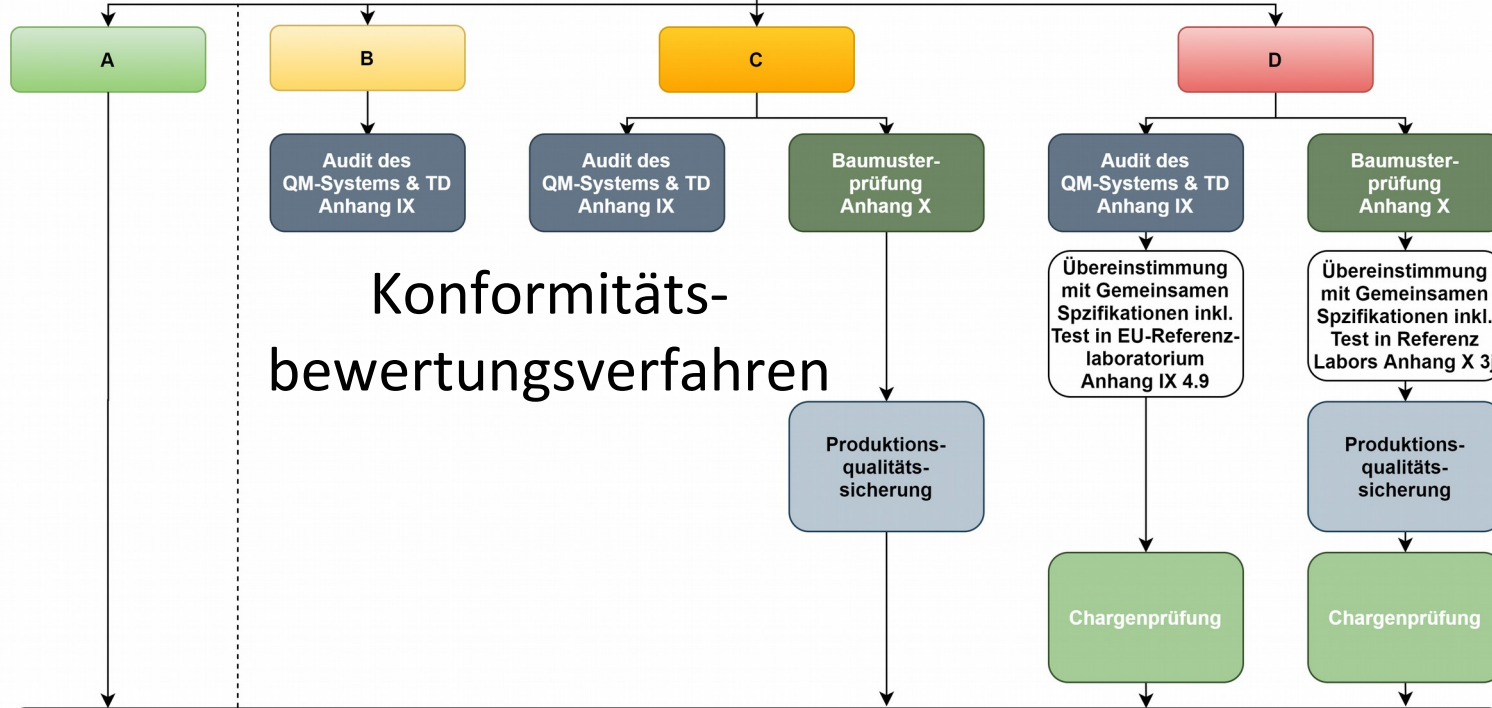 A
B
C
D
Audit des
QM-Systems & TD
Anhang IX
Audit des
QM-Systems & TD
Anhang IX
Baumuster-
prüfung
Anhang X
Audit des
QM-Systems & TD
Anhang IX
Baumuster-
prüfung
Anhang X
Konformitäts-
bewertungsverfahren
Übereinstimmung
mit Gemeinsamen
Spzifikationen inkl.
Test in EU-Referenz-
laboratorium
Anhang IX 4.9
Übereinstimmung
mit Gemeinsamen
Spzifikationen inkl.
Test in Referenz
Labors Anhang X 3j
Produktions-
qualitäts-
sicherung
Produktions-
qualitäts-
sicherung
Chargenprüfung
Chargenprüfung